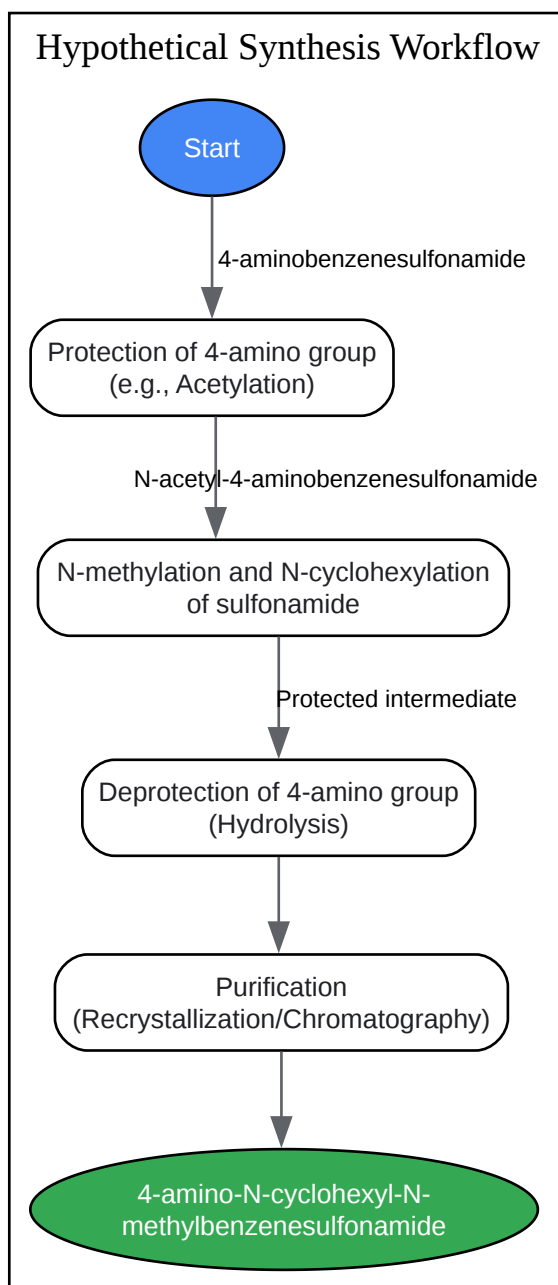 Hypothetical Synthesis Workflow
Start
4-aminobenzenesulfonamide
Protection of 4-amino group
(e.g., Acetylation)
N-acetyl-4-aminobenzenesulfonamide
N-methylation and N-cyclohexylation
of sulfonamide
Protected intermediate
Deprotection of 4-amino group
(Hydrolysis)
Purification
(Recrystallization/Chromatography)
4-amino-N-cyclohexyl-N-
methylbenzenesulfonamide